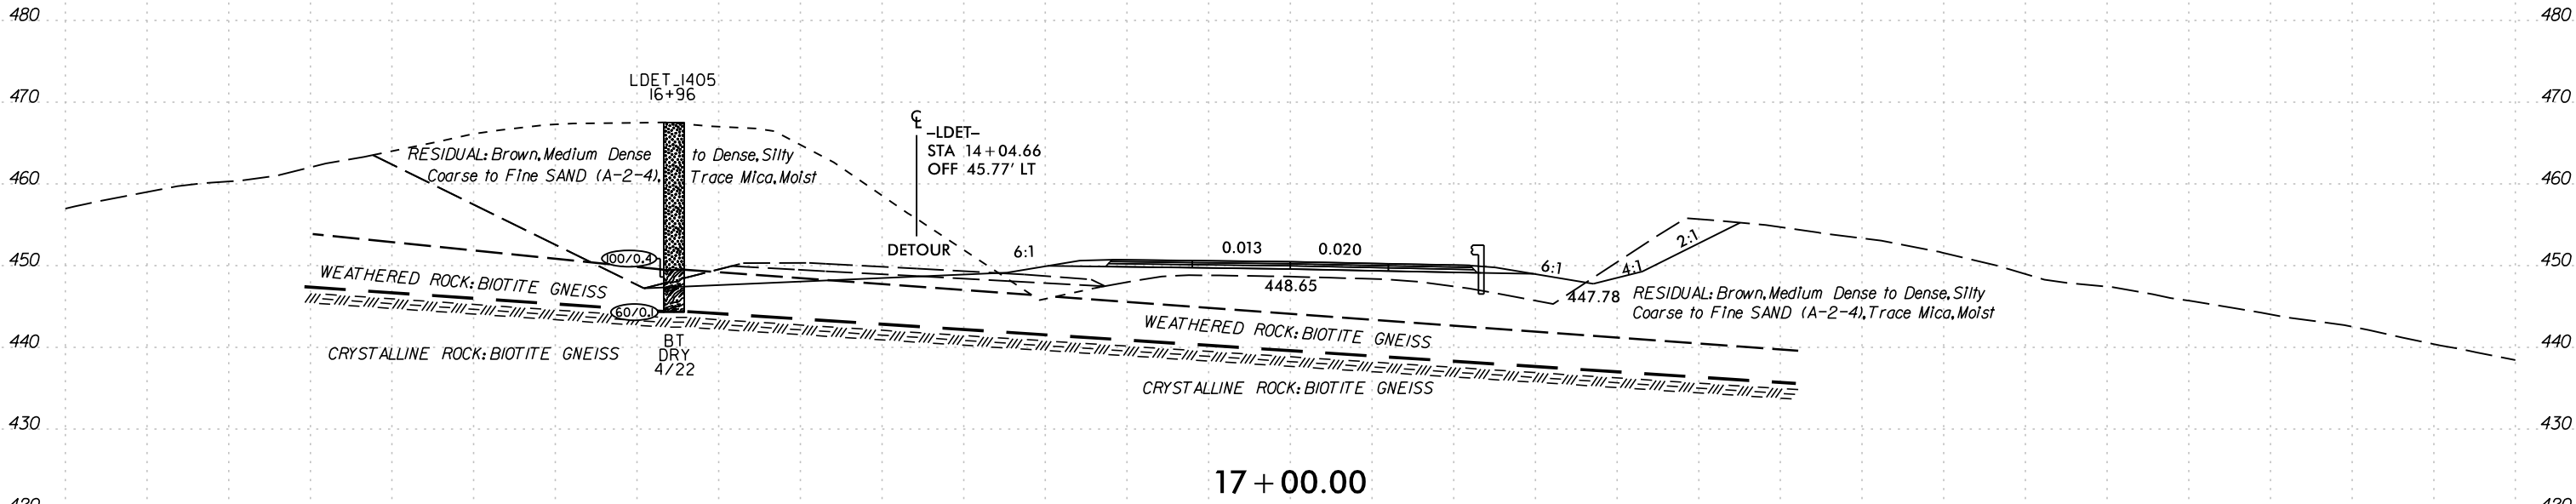 480 480
LDET_1405
16+96
470 470
℄
-LDET-
STA 14+04.66
OFF 45.77' LT
RESIDUAL: Brown, Medium Dense to Dense, Silty
Coarse to Fine SAND (A-2-4), Trace Mica, Moist
460 460
DETOUR
6:1 0.013 0.020 2:1
450 100/0.4 6:1 4:1 450
WEATHERED ROCK: BIOTITE GNEISS
448.65 447.78
RESIDUAL: Brown, Medium Dense to Dense, Silty
Coarse to Fine SAND (A-2-4), Trace Mica, Moist
60/0.1
WEATHERED ROCK: BIOTITE GNEISS
440 440
BT
DRY
4/22
CRYSTALLINE ROCK: BIOTITE GNEISS
CRYSTALLINE ROCK: BIOTITE GNEISS
430 430
17+00.00